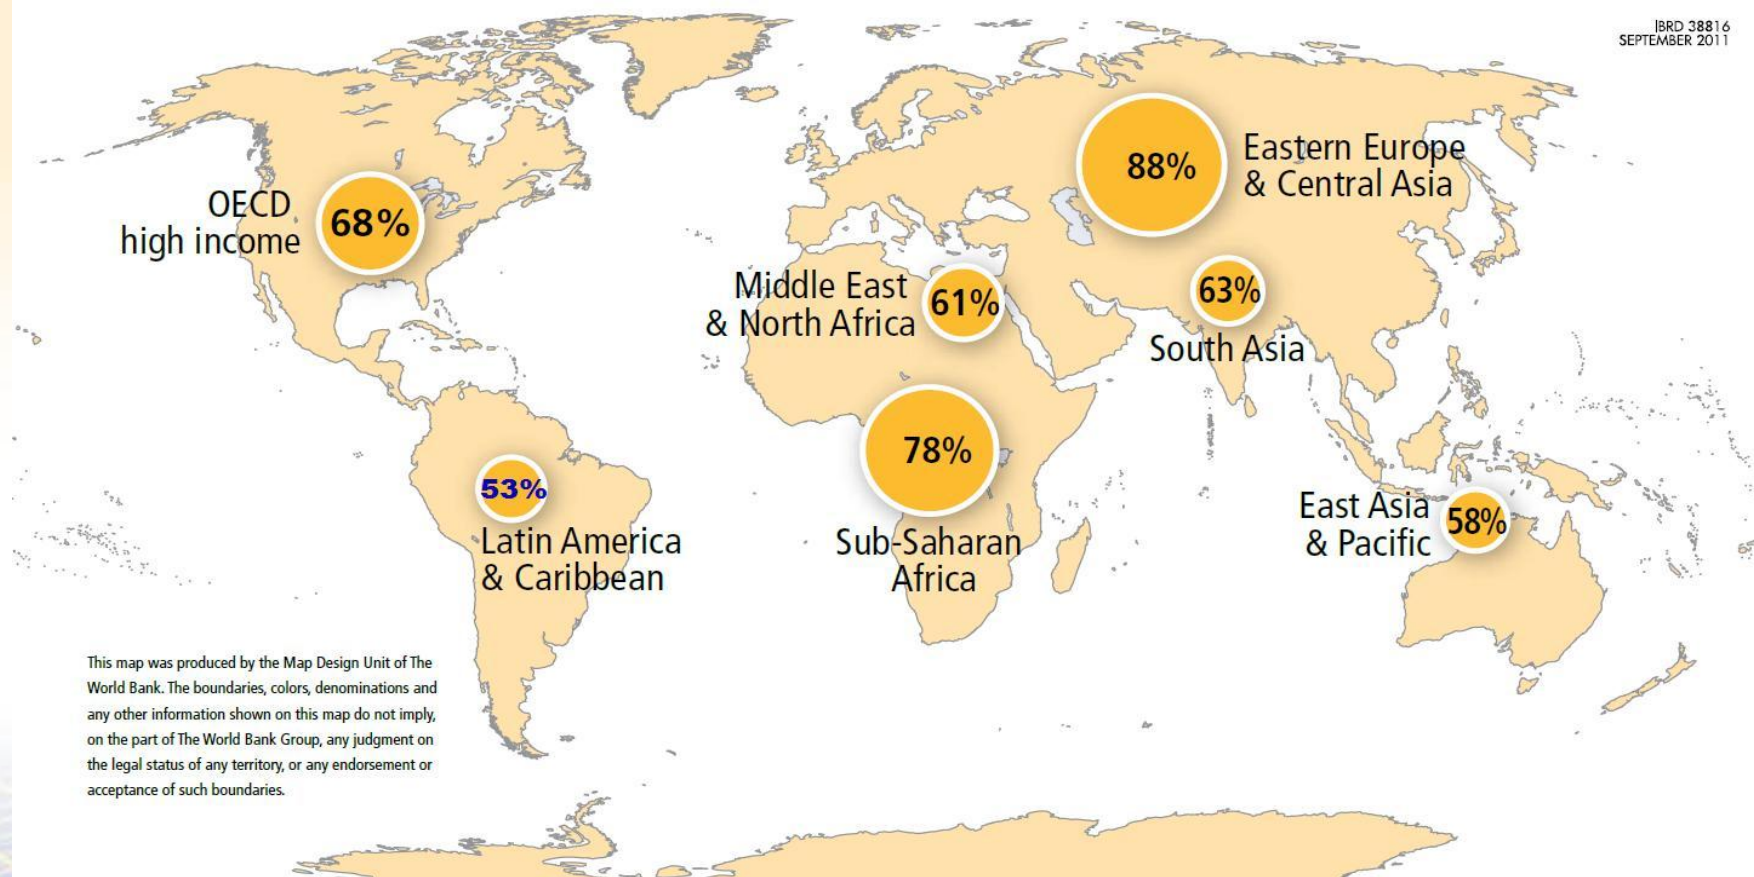 IBRD 38816
SEPTEMBER 2011
88%
Eastern Europe
& Central Asia
OECD
high income
68%
Middle East
& North Africa
61%
63%
South Asia
78%
Sub-Saharan
Africa
53%
Latin America
& Caribbean
East Asia
& Pacific
58%
This map was produced by the Map Design Unit of The
World Bank. The boundaries, colors, denominations and
any other information shown on this map do not imply,
on the part of The World Bank Group, any judgment on
the legal status of any territory, or any endorsement or
acceptance of such boundaries.